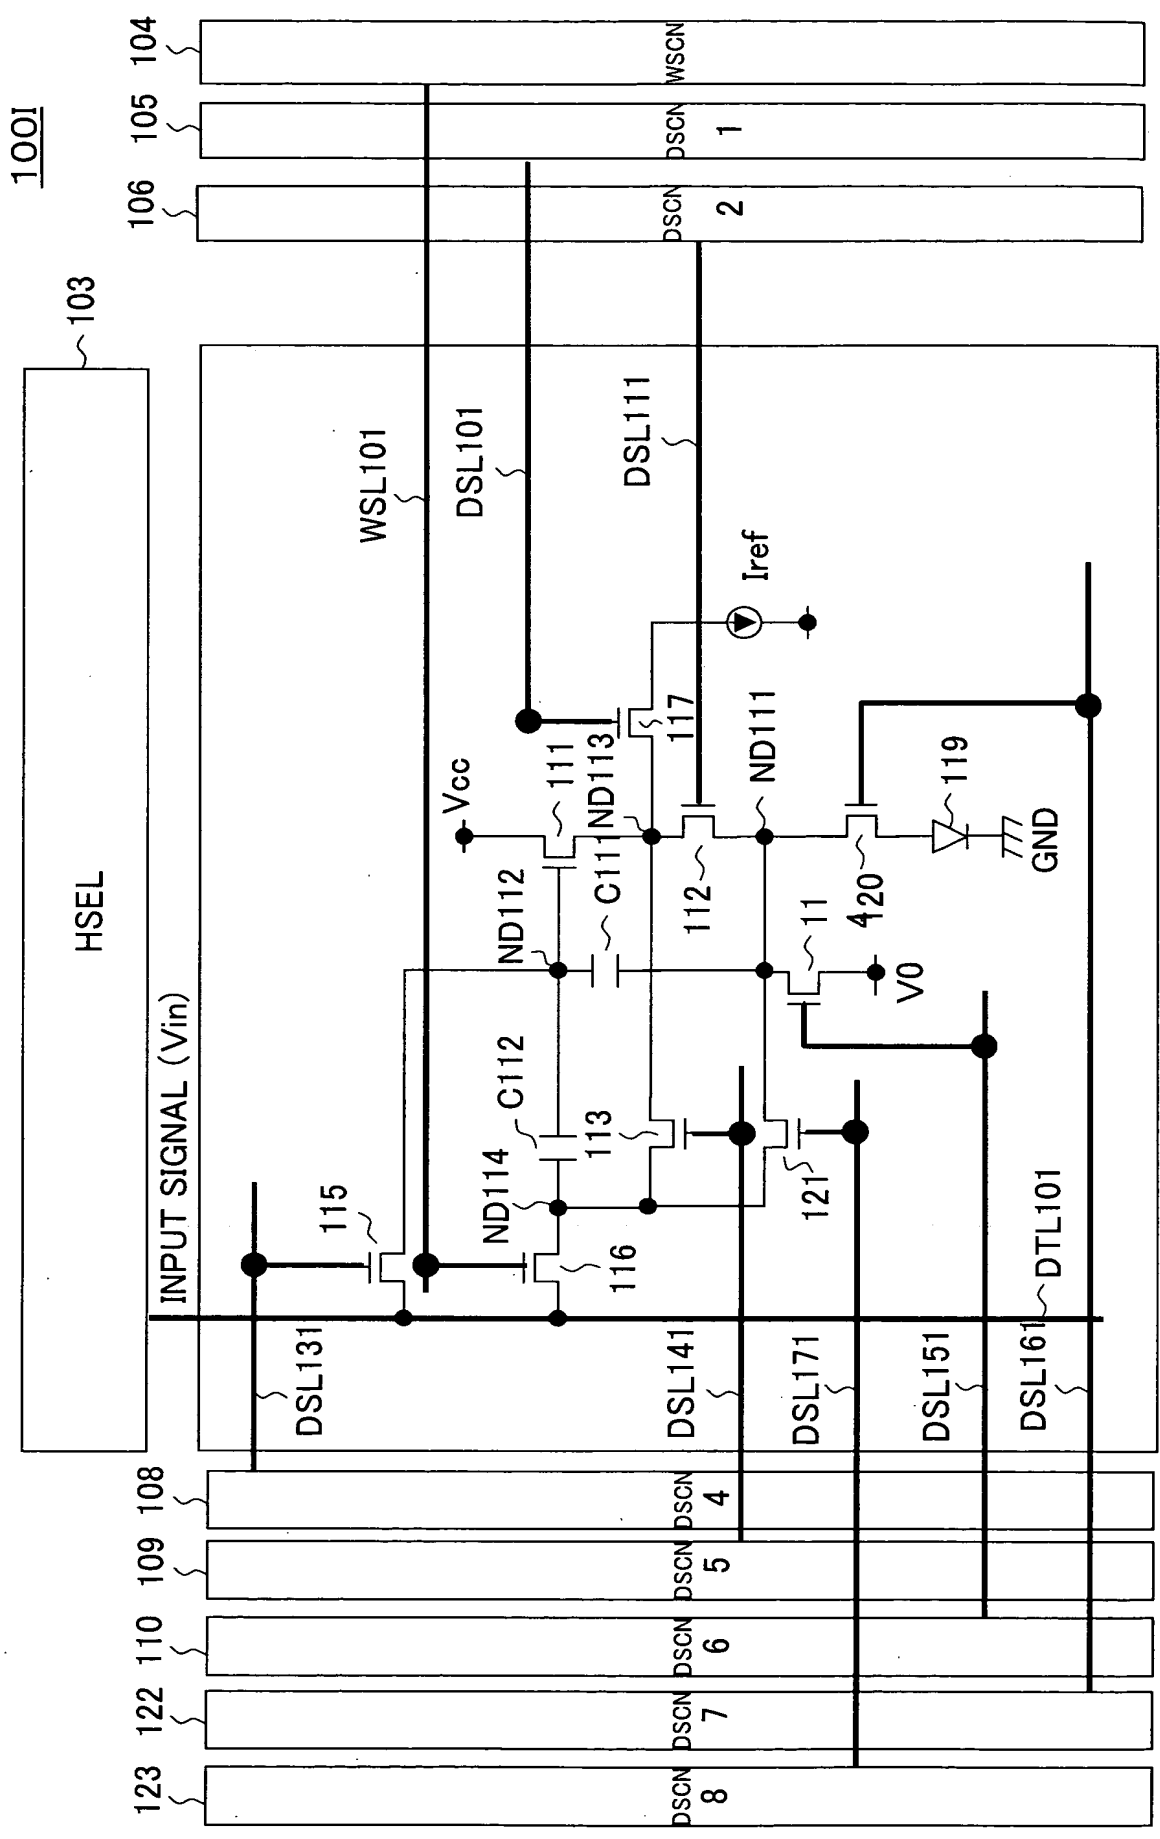 100I
103
HSEL
104
WSCN
105
DSCN
1
106
DSCN
2
108
DSCN
4
109
DSCN
5
110
DSCN
6
122
DSCN
7
123
DSCN
8
INPUT SIGNAL (Vin)
DSL131
115
WSL101
DSL101
DSL111
ND114
C112
ND112
C111
Vcc
111
ND113
117
Iref
116
113
112
ND111
DSL141
121
DSL171
11
4
V0
120
119
GND
DSL151
DSL161
DTL101